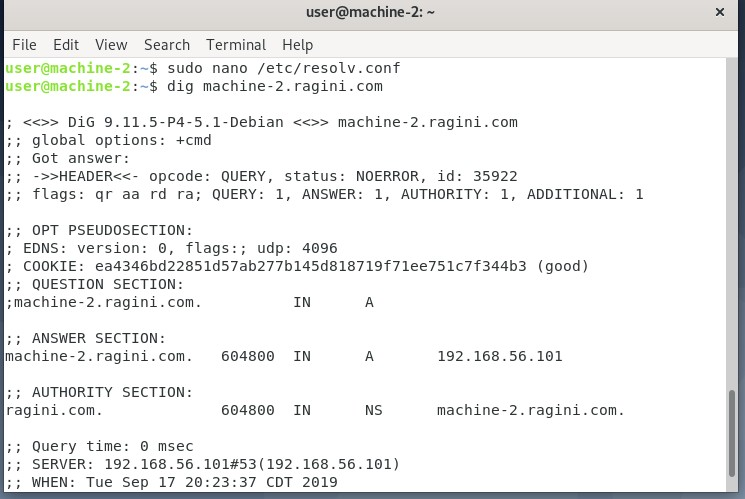 user@machine-2: ~
×
File Edit View Search Terminal Help
user@machine-2:~$ sudo nano /etc/resolv.conf
user@machine-2:~$ dig machine-2.ragini.com
; <<>> DiG 9.11.5-P4-5.1-Debian <<>> machine-2.ragini.com
;; global options: +cmd
;; Got answer:
;; ->>HEADER<<- opcode: QUERY, status: NOERROR, id: 35922
;; flags: qr aa rd ra; QUERY: 1, ANSWER: 1, AUTHORITY: 1, ADDITIONAL: 1
;; OPT PSEUDOSECTION:
; EDNS: version: 0, flags:; udp: 4096
; COOKIE: ea4346bd22851d57ab277b145d818719f71ee751c7f344b3 (good)
;; QUESTION SECTION:
;machine-2.ragini.com. IN A
;; ANSWER SECTION:
machine-2.ragini.com. 604800 IN A 192.168.56.101
;; AUTHORITY SECTION:
ragini.com. 604800 IN NS machine-2.ragini.com.
;; Query time: 0 msec
;; SERVER: 192.168.56.101#53(192.168.56.101)
;; WHEN: Tue Sep 17 20:23:37 CDT 2019